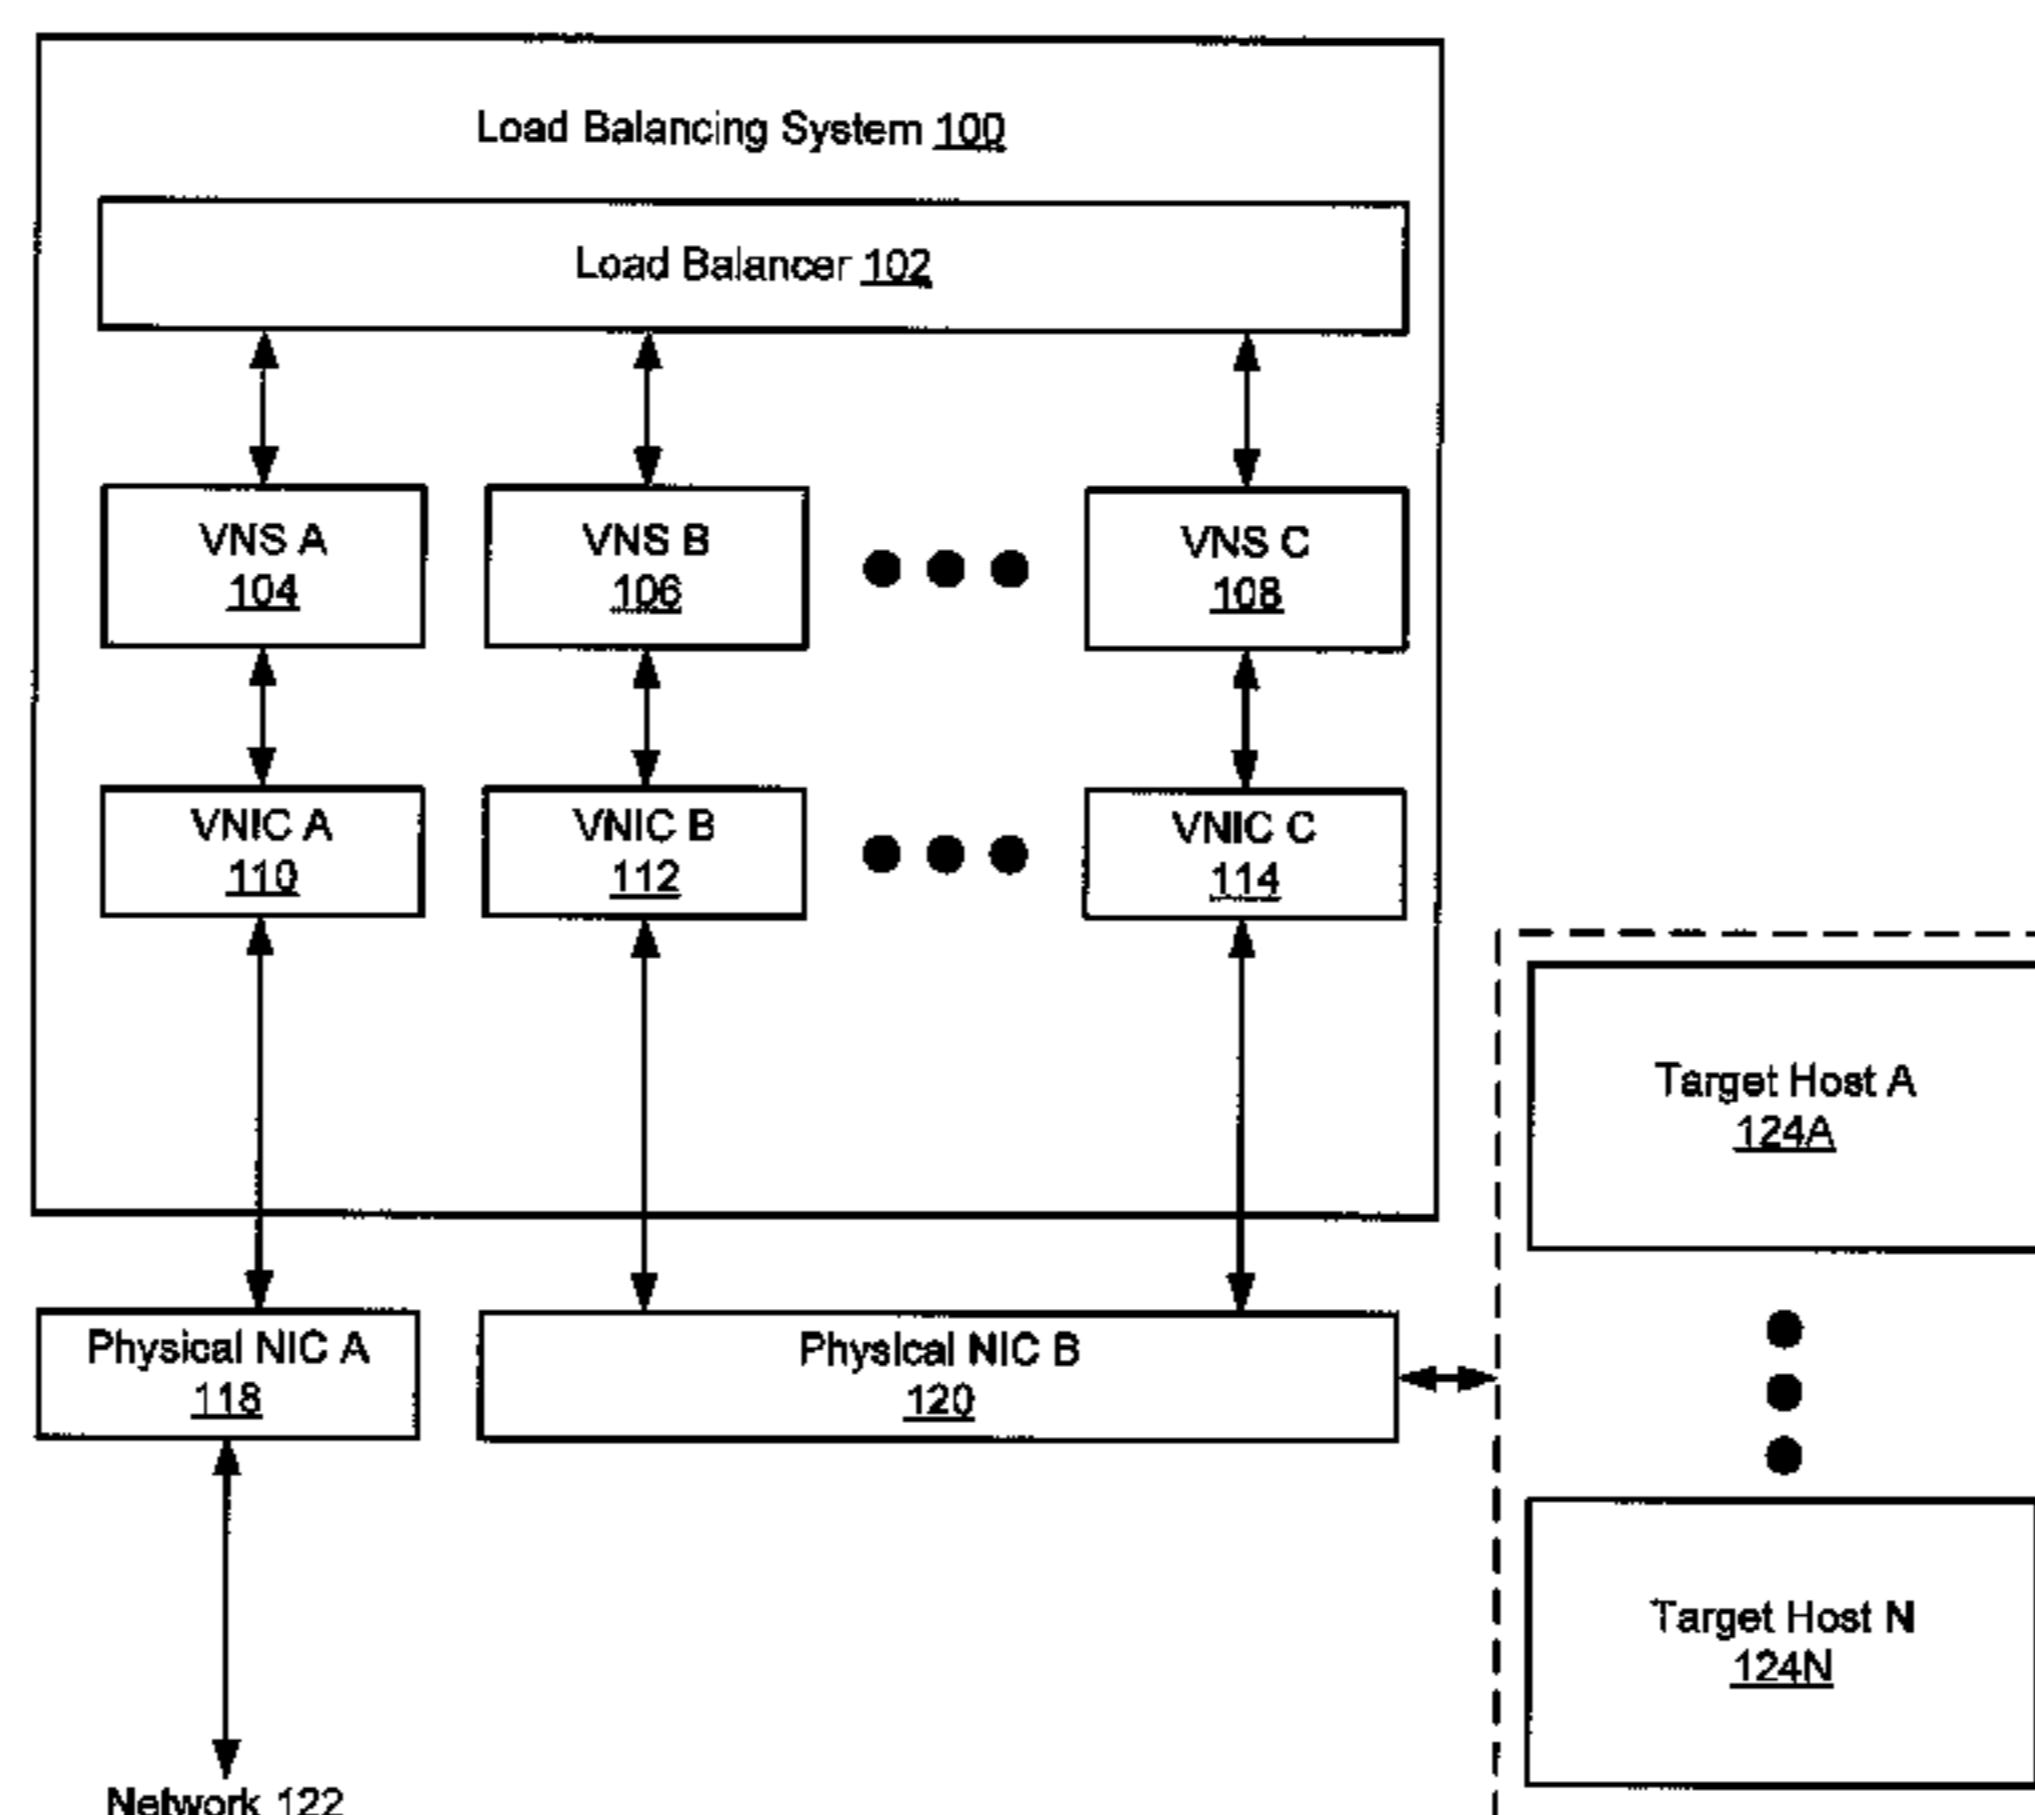 Load Balancing System 100
Load Balancer 102
VNS A
104
VNS B
106
VNS C
108
VNIC A
110
VNIC B
112
VNIC C
114
Target Host A
124A
Physical NIC A
118
Physical NIC B
120
Target Host N
124N
Network 122